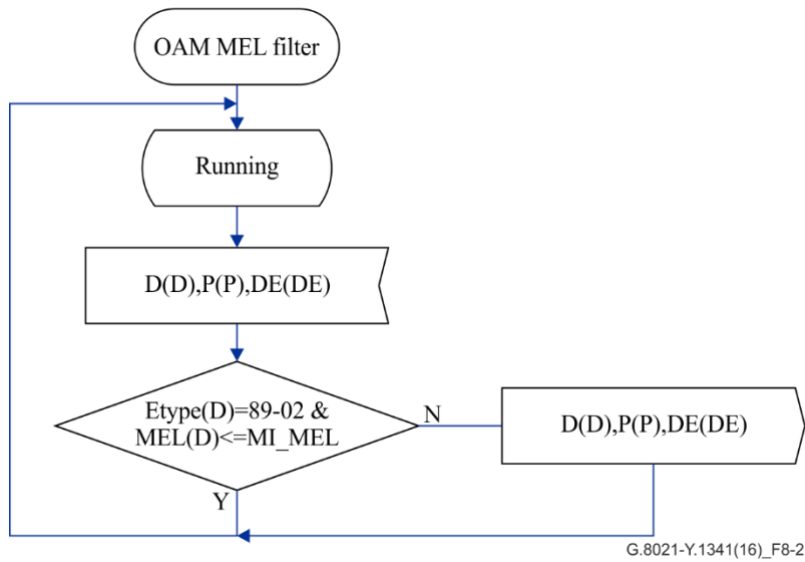 OAM MEL filter
Running
D(D),P(P),DE(DE)
Etype(D)=89-02 &
MEL(D)<=MI_MEL
N
D(D),P(P),DE(DE)
Y
G.8021-Y.1341(16)_F8-2